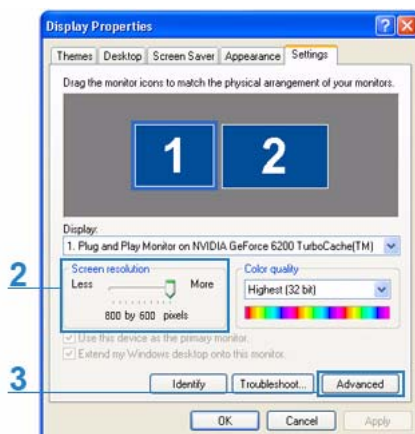 Display Properties
Themes Desktop Screen Saver Appearance Settings
Drag the monitor icons to match the physical arrangement of your monitors.
1 2
Display:
1. Plug and Play Monitor on NVIDIA GeForce 6200 TurboCache(TM)
2
Screen resolution
Less More
800 by 600 pixels
Color quality
Highest (32 bit)
Use this device as the primary monitor.
Extend my Windows desktop onto this monitor.
3
Identify Troubleshoot... Advanced
OK Cancel Apply